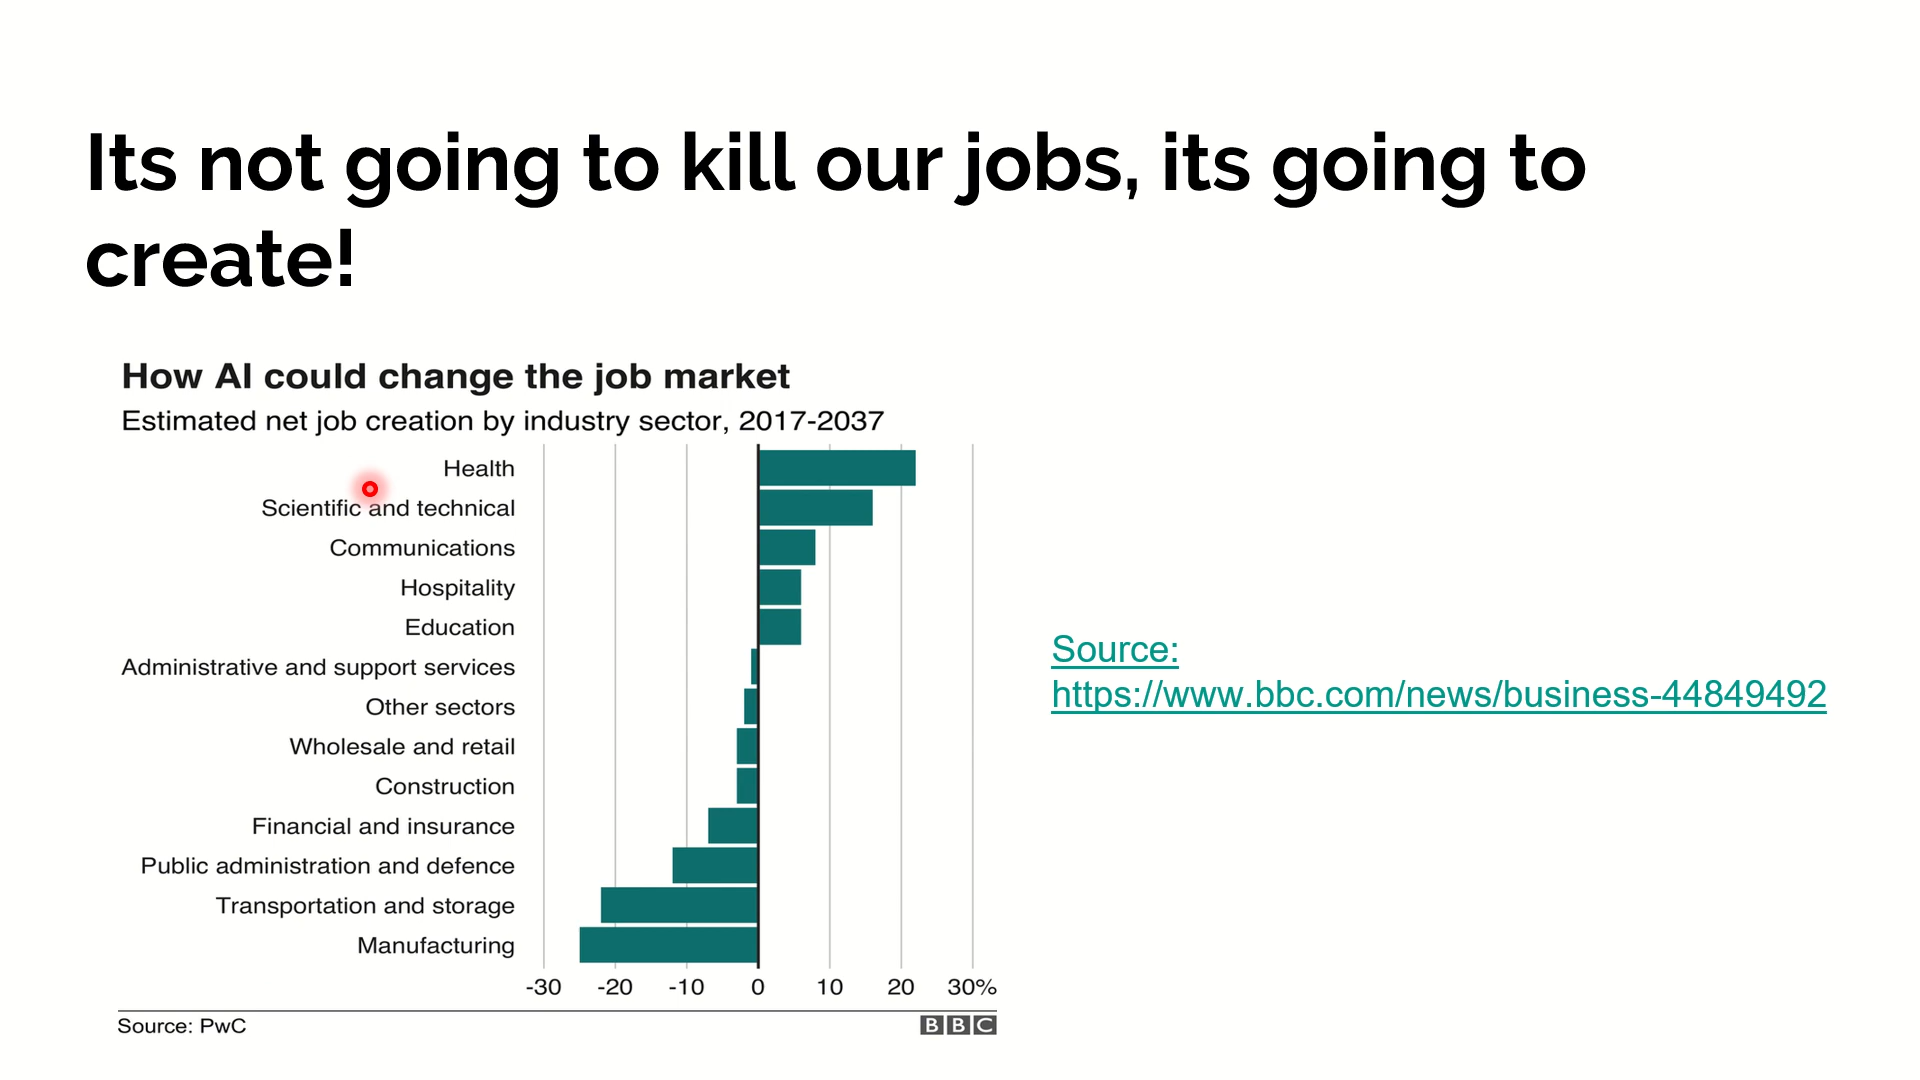 Its not going to kill our jobs, its going to
create!
How AI could change the job market
Estimated net job creation by industry sector, 2017-2037
Health
Scientific and technical
Communications
Hospitality
Education
Administrative and support services
Other sectors
Wholesale and retail
Construction
Financial and insurance
Public administration and defence
Transportation and storage
Manufacturing
-30 -20 -10 0 10 20 30%
Source: PwC
BBC
Source:
https://www.bbc.com/news/business-44849492